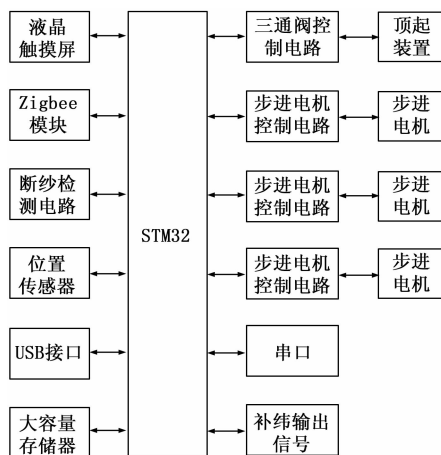 液晶
触摸屏
Zigbee
模块
断纱检
测电路
位置
传感器
USB接口
大容量
存储器
STM32
三通阀控
制电路
顶起
装置
步进电机
控制电路
步进
电机
步进电机
控制电路
步进
电机
步进电机
控制电路
步进
电机
串口
补纬输出
信号